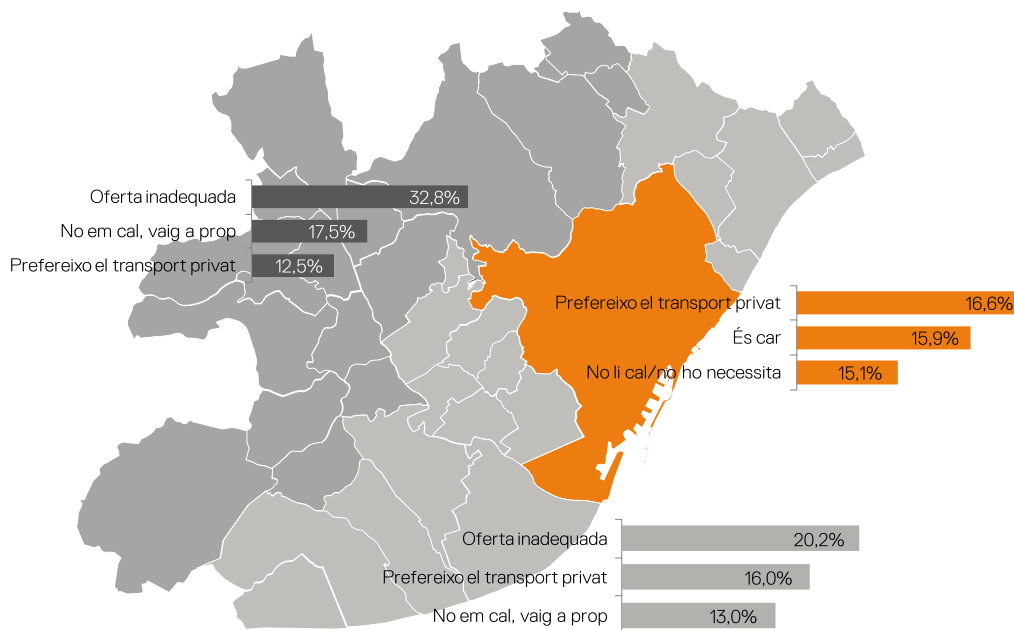 Oferta inadequada 32,8%
No em cal, vaig a prop 17,5%
Prefereixo el transport privat 12,5%
Prefereixo el transport privat 16,6%
És car 15,9%
No li cal/no ho necessita 15,1%
Oferta inadequada 20,2%
Prefereixo el transport privat 16,0%
No em cal, vaig a prop 13,0%